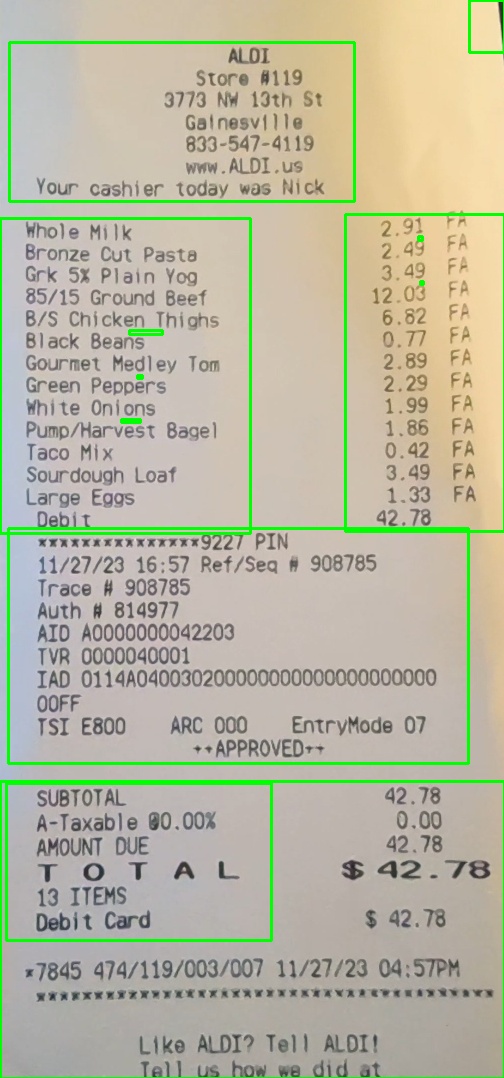 ALDI
Store #119
3773 NW 13th St
Gainesville
833-547-4119
www.ALDI.us
Your cashier today was Nick
Whole Milk 2.91 FA
Bronze Cut Pasta 2.49 FA
Grk 5% Plain Yog 3.49 FA
85/15 Ground Beef 12.03 FA
B/S Chicken Thighs 6.82 FA
Black Beans 0.77 FA
Gourmet Medley Tom 2.89 FA
Green Peppers 2.29 FA
White Onions 1.99 FA
Pump/Harvest Bagel 1.86 FA
Taco Mix 0.42 FA
Sourdough Loaf 3.49 FA
Large Eggs 1.33 FA
Debit 42.78
***************9227 PIN
11/27/23 16:57 Ref/Seq # 908785
Trace # 908785
Auth # 814977
AID A0000000042203
TVR 0000040001
IAD 0114A04003020000000000000000000000
00FF
TSI E800 ARC 000 EntryMode 07
++APPROVED++
SUBTOTAL 42.78
A-Taxable @0.00% 0.00
AMOUNT DUE 42.78
T O T A L $ 42.78
13 ITEMS
Debit Card $ 42.78
*7845 474/119/003/007 11/27/23 04:57PM
******************************************
Like ALDI? Tell ALDI!
Tell us how we did at